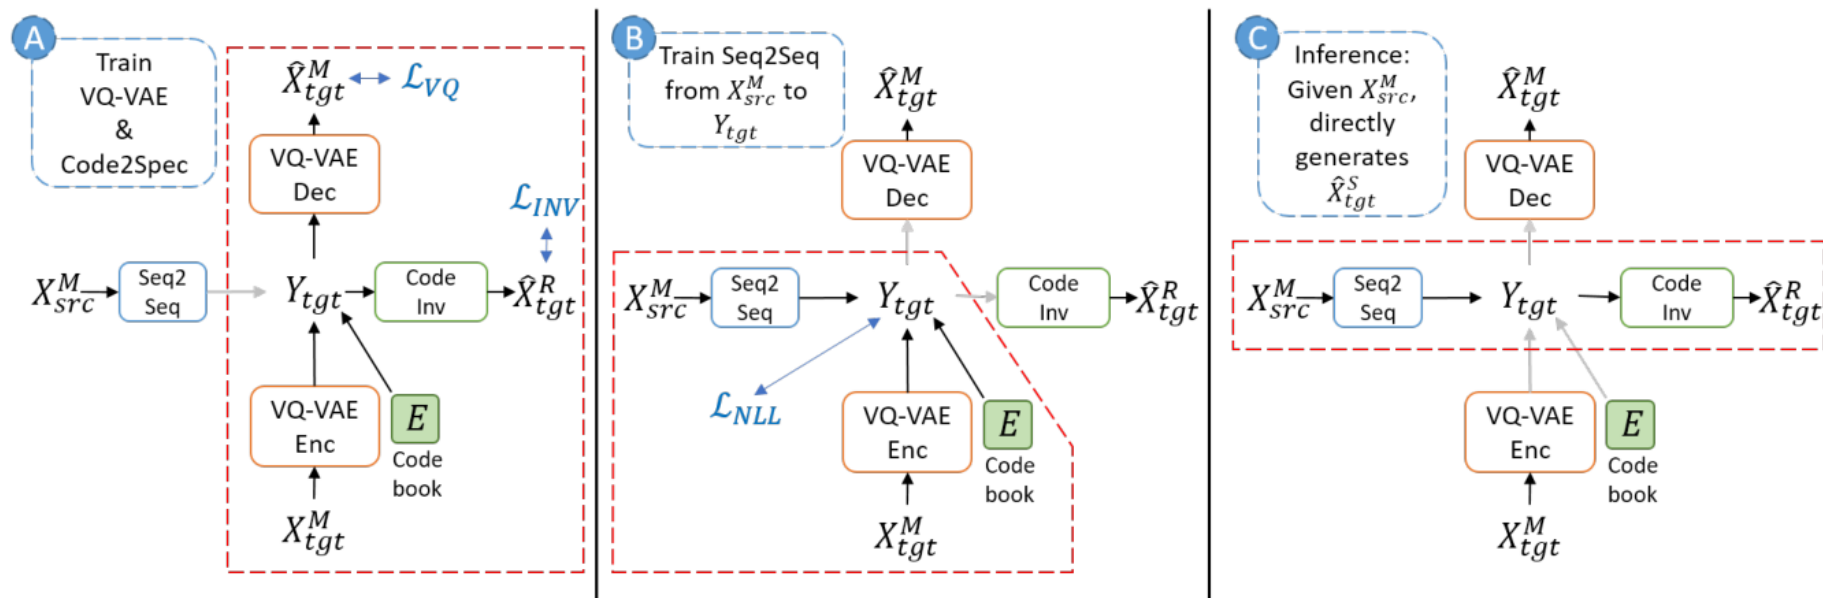 A
Train
VQ-VAE
&
Code2Spec
X̂^M_tgt
ℒ_VQ
VQ-VAE
Dec
ℒ_INV
X^M_src
Seq2
Seq
Y_tgt
Code
Inv
X̂^R_tgt
VQ-VAE
Enc
E
Code
book
X^M_tgt
B
Train Seq2Seq
from X^M_src to
Y_tgt
X̂^M_tgt
VQ-VAE
Dec
X^M_src
Seq2
Seq
Y_tgt
Code
Inv
X̂^R_tgt
ℒ_NLL
VQ-VAE
Enc
E
Code
book
X^M_tgt
C
Inference:
Given X^M_src,
directly
generates
X̂^S_tgt
X̂^M_tgt
VQ-VAE
Dec
X^M_src
Seq2
Seq
Y_tgt
Code
Inv
X̂^R_tgt
VQ-VAE
Enc
E
Code
book
X^M_tgt